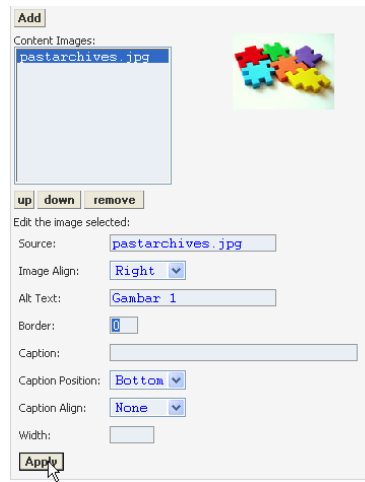 Add
Content Images:
pastarchives.jpg
up down remove
Edit the image selected:
Source: pastarchives.jpg
Image Align: Right
Alt Text: Gambar 1
Border: 0
Caption:
Caption Position: Bottom
Caption Align: None
Width:
Apply